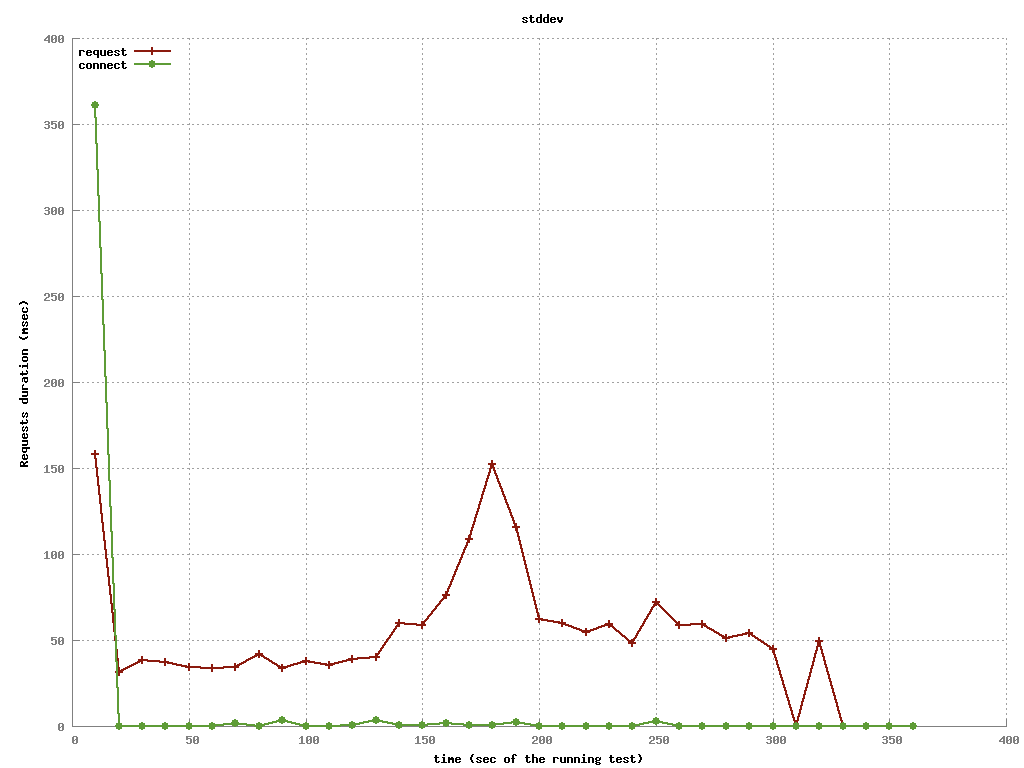 stddev
request
connect
400
350
300
250
200
150
100
50
0
Requests duration (msec)
0 50 100 150 200 250 300 350 400
time (sec of the running test)